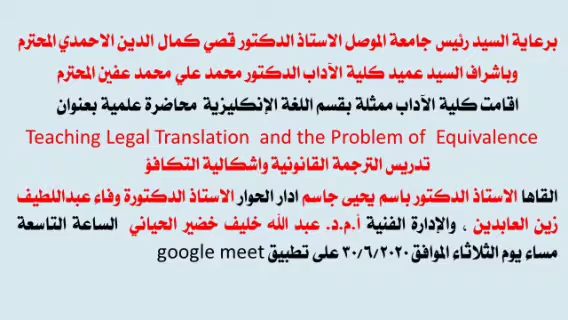 برعاية السيد رئيس جامعة الموصل الاستاذ الدكتور قصي كمال الدين الاحمدي المحترم
وباشراف السيد عميد كلية الآداب الدكتور محمد علي محمد عفين المحترم
اقامت كلية الآداب ممثلة بقسم اللغة الإنكليزية محاضرة علمية بعنوان
Teaching Legal Translation and the Problem of Equivalence
تدريس الترجمة القانونية واشكالية التكافؤ
القاها الاستاذ الدكتور باسم يحيى جاسم ادار الحوار الاستاذ الدكتورة وفاء عبداللطيف
زين العابدين ، والإدارة الفنية أ.م.د. عبد الله خليف خضير الحياني الساعة التاسعة
مساء يوم الثلاثاء الموافق ٣٠/٦/٢٠٢٠ على تطبيق google meet